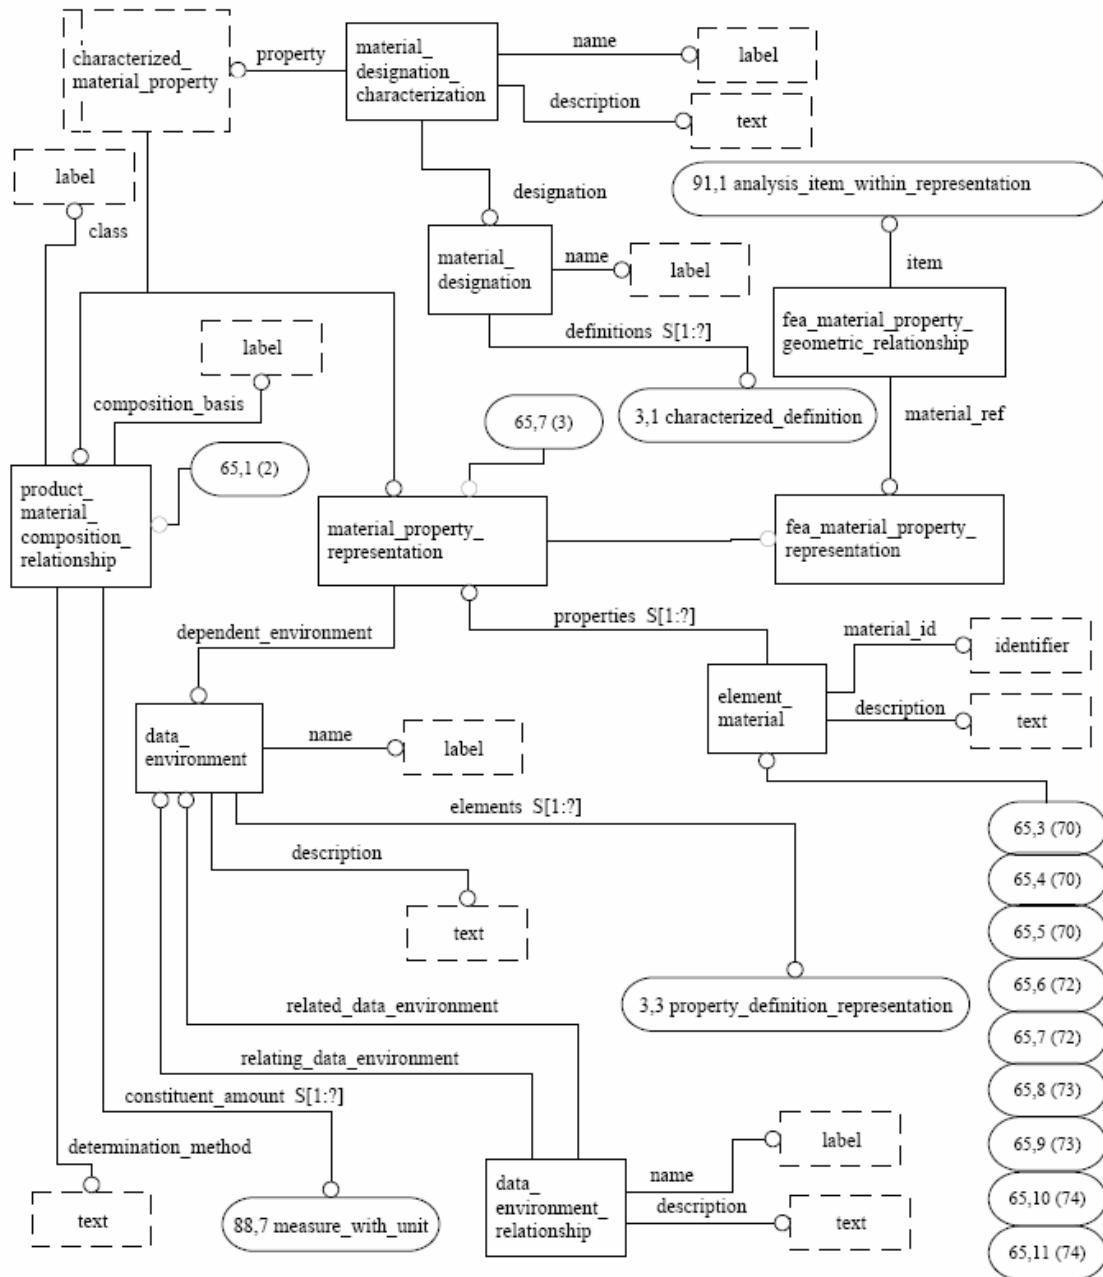 characterized_
material_property
property
material_
designation_
characterization
name
label
description
text
label
class
designation
91,1 analysis_item_within_representation
material_
designation
name
label
item
fea_material_property_
geometric_relationship
definitions S[1:?]
label
composition_basis
3,1 characterized_definition
material_ref
65,7 (3)
65,1 (2)
product_
material_
composition_
relationship
material_property_
representation
fea_material_property_
representation
dependent_environment
properties S[1:?]
material_id
identifier
element_
material
description
text
data_
environment
name
label
elements S[1:?]
description
text
65,3 (70)
65,4 (70)
65,5 (70)
65,6 (72)
65,7 (72)
65,8 (73)
65,9 (73)
65,10 (74)
65,11 (74)
3,3 property_definition_representation
related_data_environment
relating_data_environment
constituent_amount S[1:?]
determination_method
text
88,7 measure_with_unit
data_
environment_
relationship
name
label
description
text